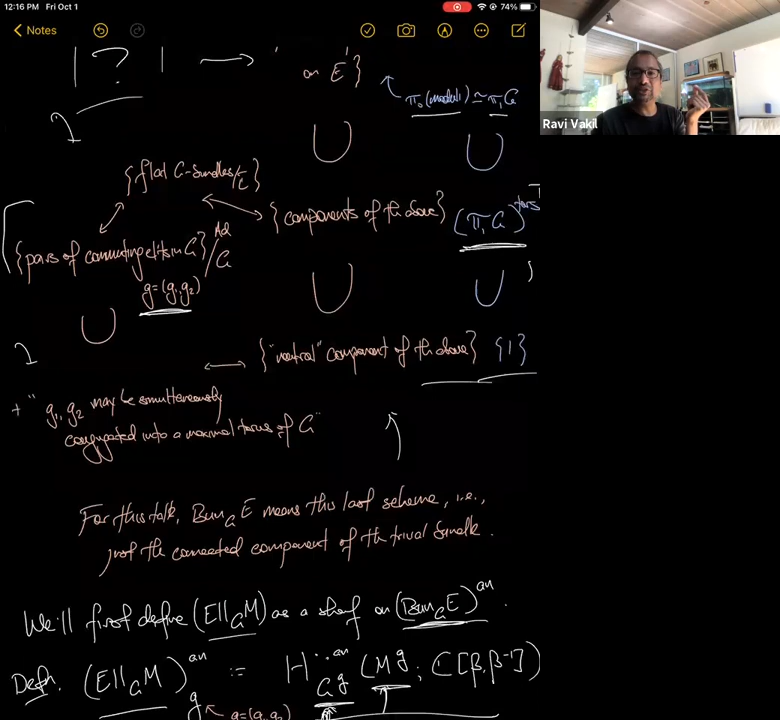 12:16 PM Fri Oct 1
74%
Notes
Ravi Vakil
| ? | ⟶
on E}
π₀(moduli) ≃ π₁G
∪ ∪
{flat G-bundles/E}
{components of the above} (π₁G)^tors
{pairs of commuting elts in G}/G Ad
g=(g₁,g₂)
∪ ∪ ∪
⟷ {"neutral" component of the above} {1}
+ "g₁, g₂ may be simultaneously
conjugated into a maximal torus of G"
For this talk, Bun_G E means this last scheme, i.e.,
just the connected component of the trivial bundle.
We'll first define (Ell_G M) as a sheaf on (Bun_G E)^an.
Defn. (Ell_G M)^an_g := H^{··an}_{G^g} (M^g; ℂ[β,β⁻¹])
g=(g₁,g₂)